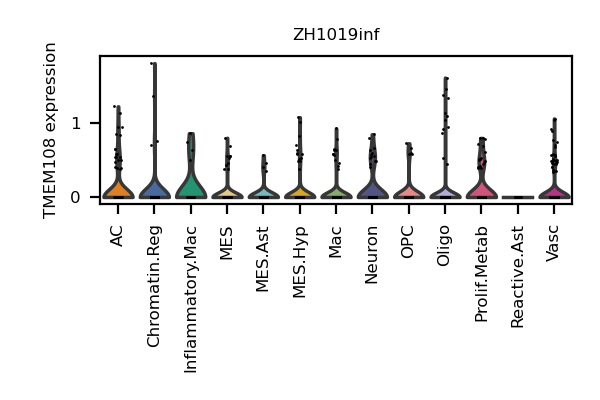 ZH1019inf
TMEM108 expression
1
0
AC
Chromatin.Reg
Inflammatory.Mac
MES
MES.Ast
MES.Hyp
Mac
Neuron
OPC
Oligo
Prolif.Metab
Reactive.Ast
Vasc